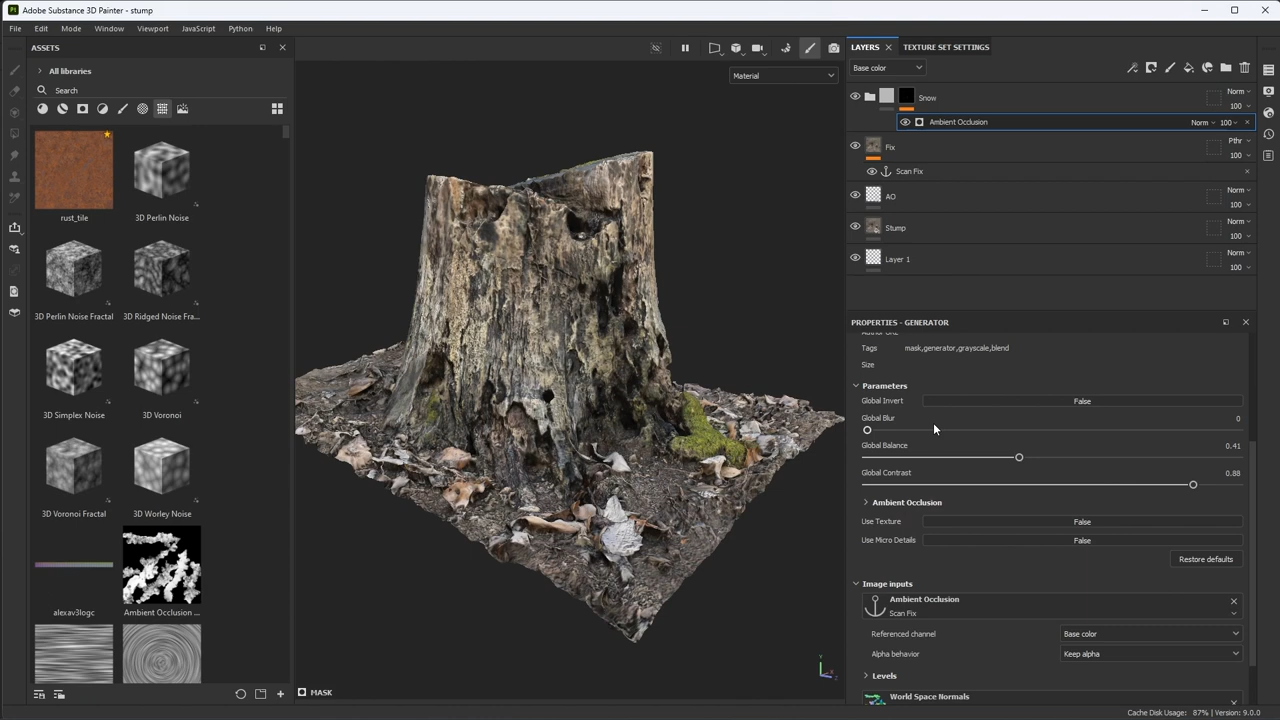 Pt Adobe Substance 3D Painter - stump
File Edit Mode Window Viewport JavaScript Python Help
ASSETS
All libraries
Search
rust_tile
3D Perlin Noise
3D Perlin Noise Fractal
3D Ridged Noise Fra...
3D Simplex Noise
3D Voronoi
3D Voronoi Fractal
3D Worley Noise
alexav3logc
Ambient Occlusion ...
Material
Y
MASK
LAYERS TEXTURE SET SETTINGS
Base color
Snow
Norm
100
Ambient Occlusion Norm 100
Fix
Pthr
100
Scan Fix
AO
Norm
100
Stump
Norm
100
Layer 1
Norm
100
PROPERTIES - GENERATOR
Tags mask,generator,grayscale,blend
Size
Parameters
Global Invert False
Global Blur 0
Global Balance 0.41
Global Contrast 0.88
Ambient Occlusion
Use Texture False
Use Micro Details False
Restore defaults
Image inputs
Ambient Occlusion
Scan Fix
Referenced channel Base color
Alpha behavior Keep alpha
Levels
World Space Normals
Cache Disk Usage: 87% | Version: 9.0.0